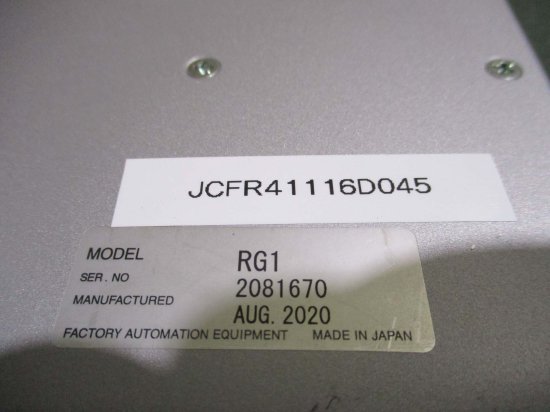 JCFR41116D045
MODEL RG1
SER. NO 2081670
MANUFACTURED AUG. 2020
FACTORY AUTOMATION EQUIPMENT MADE IN JAPAN